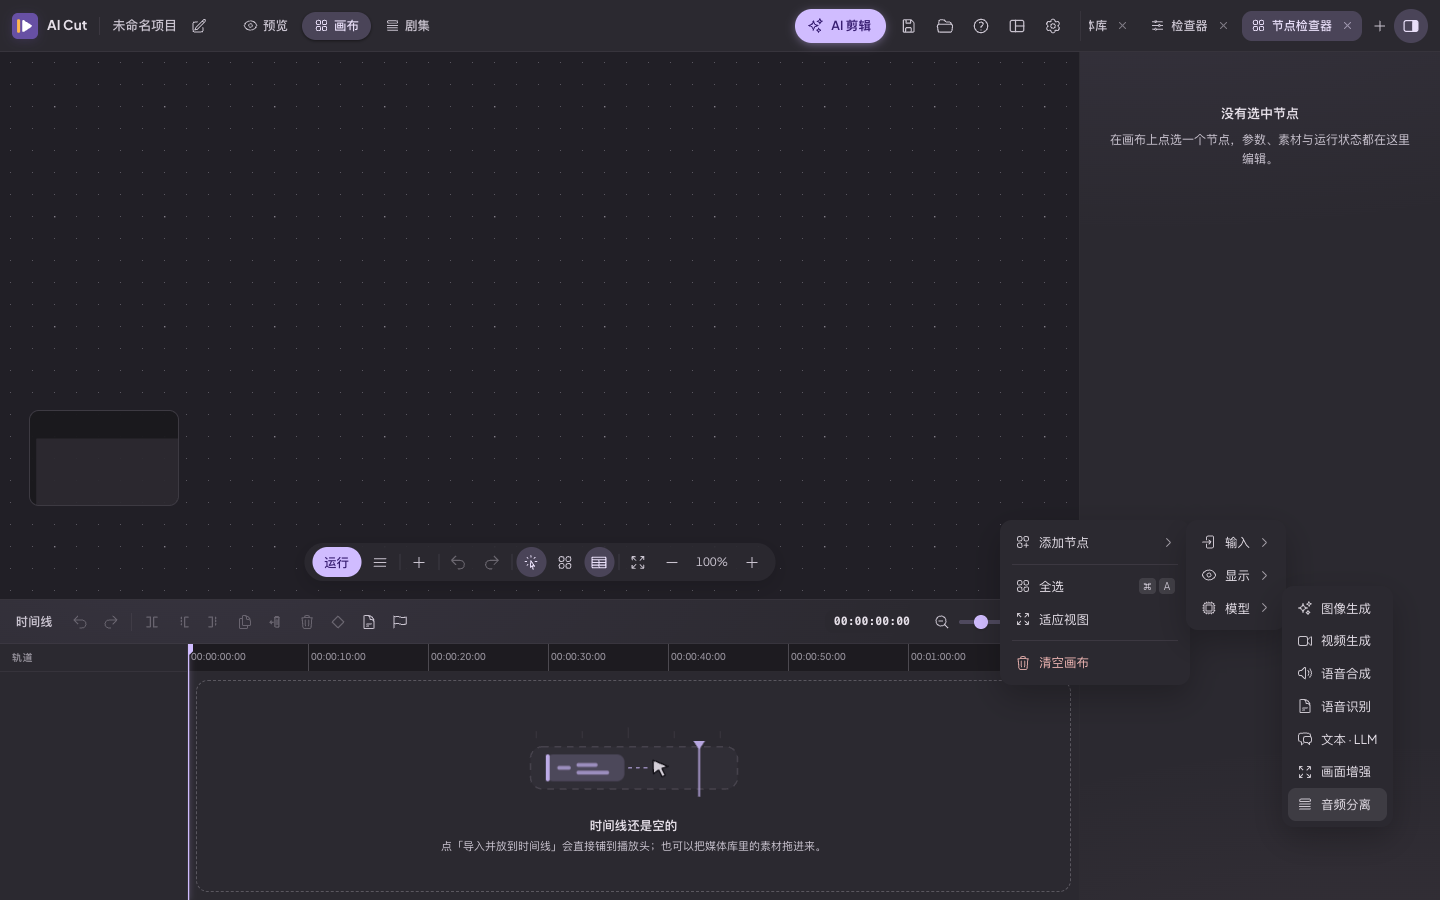 AI Cut
未命名项目
预览
画布
剧集
AI 剪辑
检查器
节点检查器
没有选中节点
在画布上点选一个节点，参数、素材与运行状态都在这里
编辑。
运行
100%
添加节点
全选
⌘ A
适应视图
清空画布
输入
显示
模型
图像生成
视频生成
语音合成
语音识别
文本 · LLM
画面增强
音频分离
时间线
00:00:00:00
轨道
00:00:00:00
00:00:10:00
00:00:20:00
00:00:30:00
00:00:40:00
00:00:50:00
00:01:00:00
时间线还是空的
点「导入并放到时间线」会直接铺到播放头；也可以把媒体库里的素材拖进来。